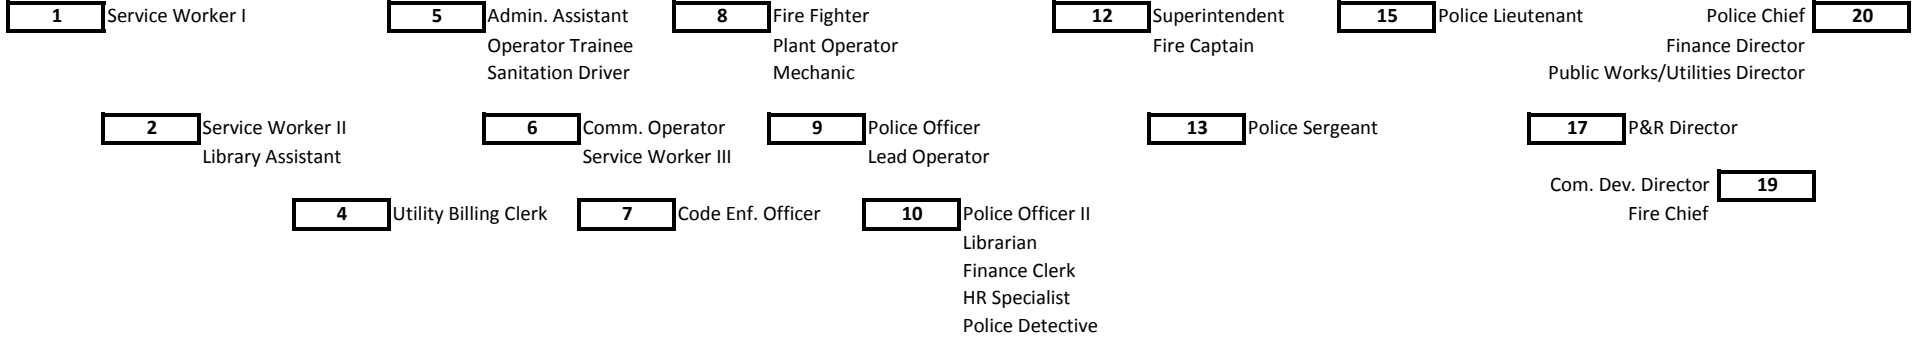 1 Service Worker I 5 Admin. Assistant 8 Fire Fighter 12 Superintendent 15 Police Lieutenant Police Chief 20
Operator Trainee Plant Operator Fire Captain Finance Director
Sanitation Driver Mechanic Public Works/Utilities Director
2 Service Worker II 6 Comm. Operator 9 Police Officer 13 Police Sergeant 17 P&R Director
Library Assistant Service Worker III Lead Operator
Com. Dev. Director 19
4 Utility Billing Clerk 7 Code Enf. Officer 10 Police Officer II Fire Chief
Librarian
Finance Clerk
HR Specialist
Police Detective